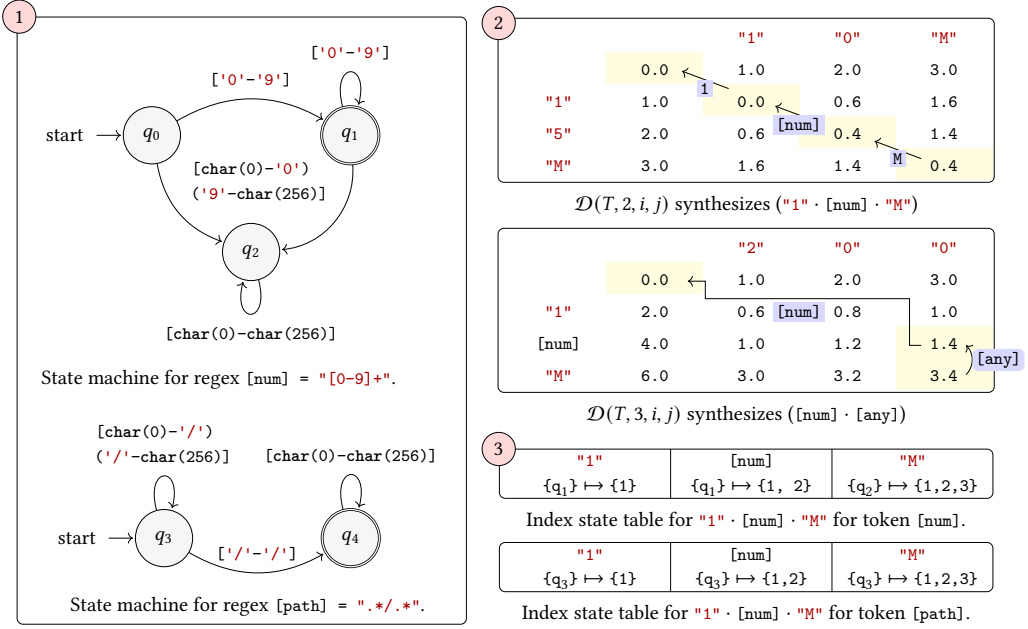 1
['0'-'9']
['0'-'9']
start
q0
q1
[char(0)-'0')
('9'-char(256)]
q2
[char(0)-char(256)]
State machine for regex [num] = "[0-9]+".
[char(0)-'/')
('/'-char(256)]
[char(0)-char(256)]
start
q3
['/'-'/']
q4
State machine for regex [path] = ".*/.*".
2
"1" "0" "M"
0.0 1.0 2.0 3.0
1
"1" 1.0 0.0 0.6 1.6
[num]
"5" 2.0 0.6 0.4 1.4
M
"M" 3.0 1.6 1.4 0.4
𝒟(T, 2, i, j) synthesizes ("1" · [num] · "M")
"2" "0" "0"
0.0 1.0 2.0 3.0
"1" 2.0 0.6 [num] 0.8 1.0
[num] 4.0 1.0 1.2 1.4
[any]
"M" 6.0 3.0 3.2 3.4
𝒟(T, 3, i, j) synthesizes ([num] · [any])
3
"1" [num] "M"
{q1} ↦ {1} {q1} ↦ {1, 2} {q2} ↦ {1,2,3}
Index state table for "1" · [num] · "M" for token [num].
"1" [num] "M"
{q3} ↦ {1} {q3} ↦ {1,2} {q3} ↦ {1,2,3}
Index state table for "1" · [num] · "M" for token [path].